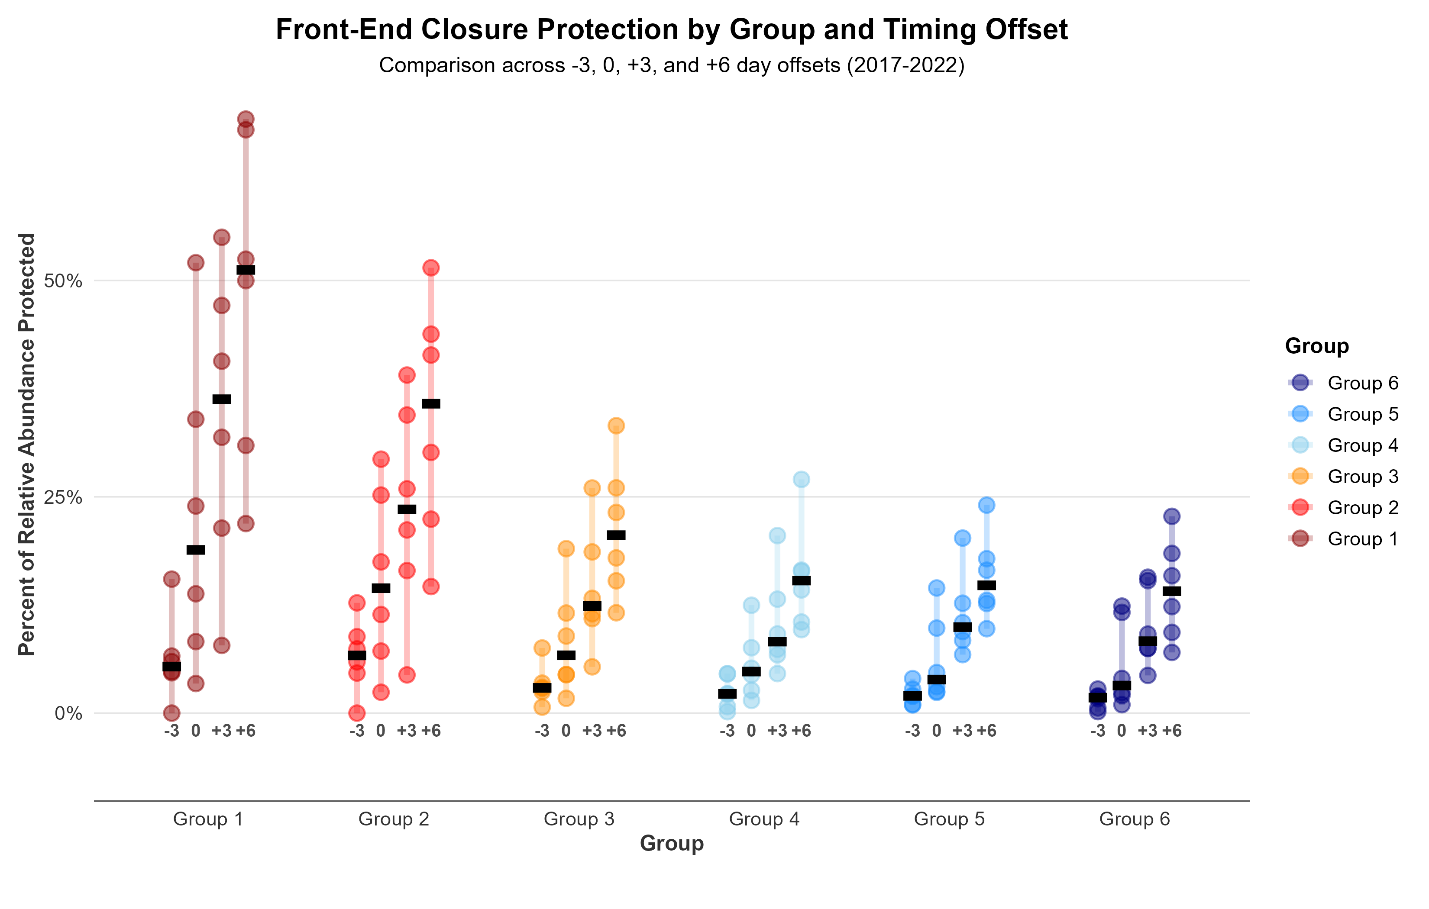 Front-End Closure Protection by Group and Timing Offset
Comparison across -3, 0, +3, and +6 day offsets (2017-2022)
Percent of Relative Abundance Protected
50%
25%
0%
-3 0 +3 +6 -3 0 +3 +6 -3 0 +3 +6 -3 0 +3 +6 -3 0 +3 +6 -3 0 +3 +6
Group 1 Group 2 Group 3 Group 4 Group 5 Group 6
Group
Group
Group 6
Group 5
Group 4
Group 3
Group 2
Group 1